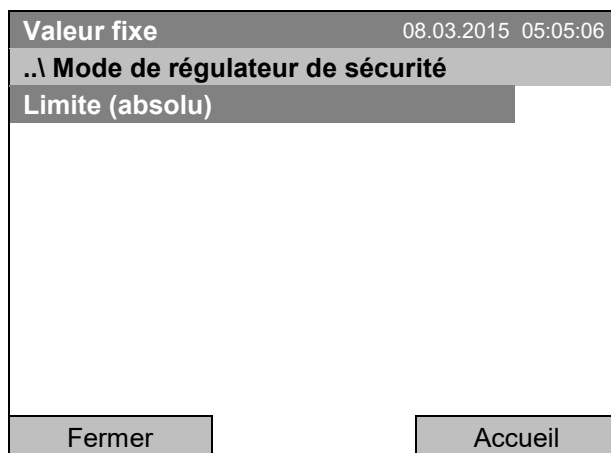 Valeur fixe 08.03.2015 05:05:06
..\ Mode de régulateur de sécurité
Limite (absolu)
Fermer Accueil